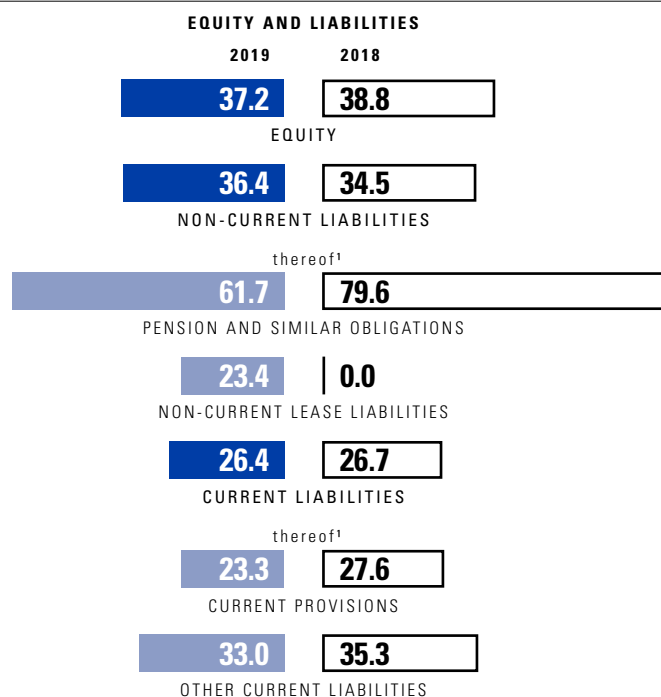 EQUITY AND LIABILITIES
2019 2018
37.2 38.8
EQUITY
36.4 34.5
NON-CURRENT LIABILITIES
thereof¹
61.7 79.6
PENSION AND SIMILAR OBLIGATIONS
23.4 0.0
NON-CURRENT LEASE LIABILITIES
26.4 26.7
CURRENT LIABILITIES
thereof¹
23.3 27.6
CURRENT PROVISIONS
33.0 35.3
OTHER CURRENT LIABILITIES